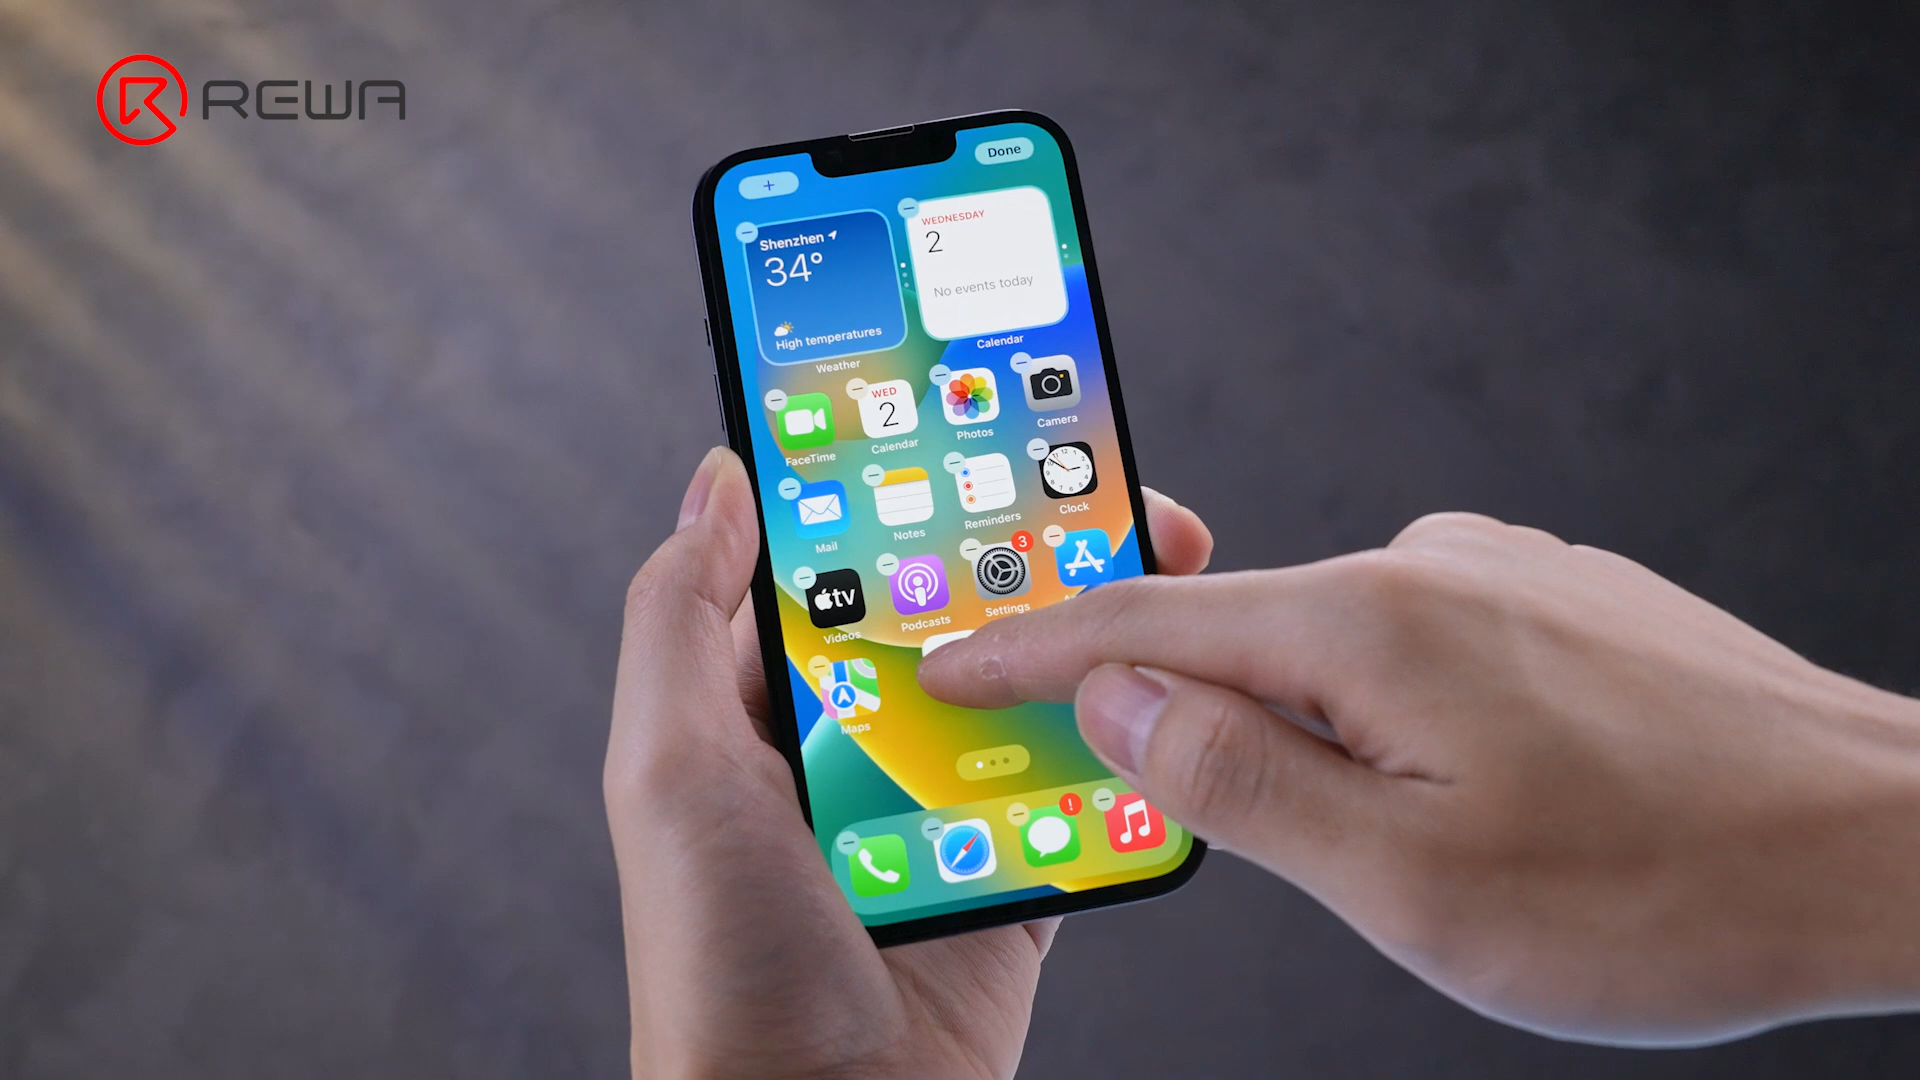 REWA
Done
+
Shenzhen
34°
High temperatures
Weather
WEDNESDAY
2
No events today
Calendar
FaceTime
WED
2
Calendar
Photos
Camera
Mail
Notes
Reminders
Clock
tv
Videos
Podcasts
3
Settings
Maps
!